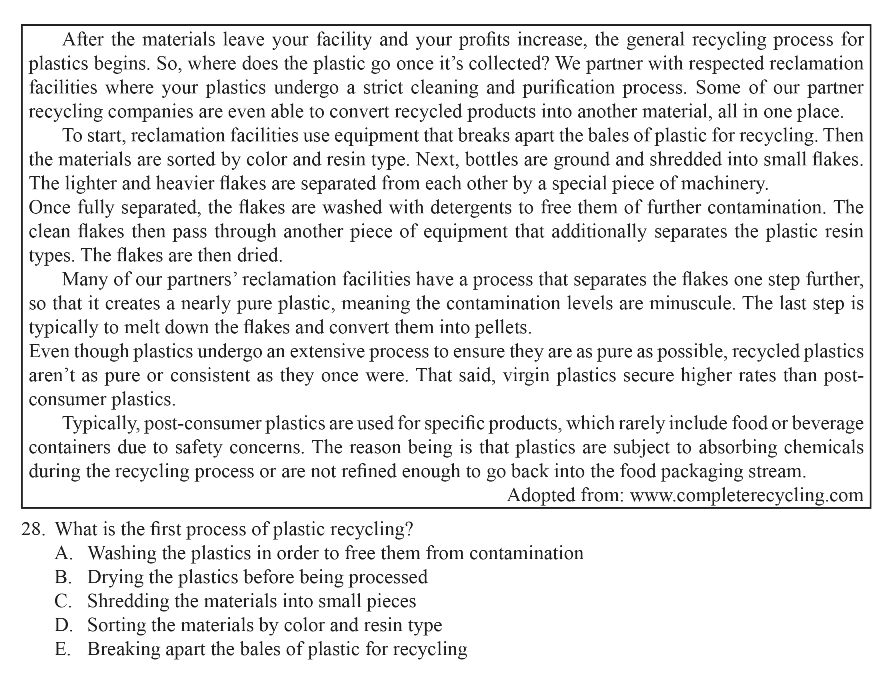 After the materials leave your facility and your profits increase, the general recycling process for
plastics begins. So, where does the plastic go once it’s collected? We partner with respected reclamation
facilities where your plastics undergo a strict cleaning and purification process. Some of our partner
recycling companies are even able to convert recycled products into another material, all in one place.
To start, reclamation facilities use equipment that breaks apart the bales of plastic for recycling. Then
the materials are sorted by color and resin type. Next, bottles are ground and shredded into small flakes.
The lighter and heavier flakes are separated from each other by a special piece of machinery.
Once fully separated, the flakes are washed with detergents to free them of further contamination. The
clean flakes then pass through another piece of equipment that additionally separates the plastic resin
types. The flakes are then dried.
Many of our partners’ reclamation facilities have a process that separates the flakes one step further,
so that it creates a nearly pure plastic, meaning the contamination levels are minuscule. The last step is
typically to melt down the flakes and convert them into pellets.
Even though plastics undergo an extensive process to ensure they are as pure as possible, recycled plastics
aren’t as pure or consistent as they once were. That said, virgin plastics secure higher rates than post-
consumer plastics.
Typically, post-consumer plastics are used for specific products, which rarely include food or beverage
containers due to safety concerns. The reason being is that plastics are subject to absorbing chemicals
during the recycling process or are not refined enough to go back into the food packaging stream.
Adopted from: www.completerecycling.com
28. What is the first process of plastic recycling?
A. Washing the plastics in order to free them from contamination
B. Drying the plastics before being processed
C. Shredding the materials into small pieces
D. Sorting the materials by color and resin type
E. Breaking apart the bales of plastic for recycling